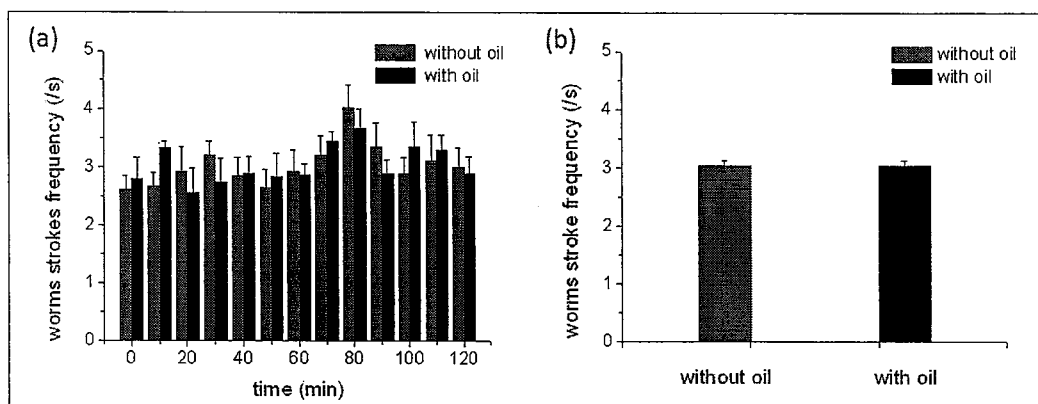 (a)
without oil
with oil
worms strokes frequency (/s)
5
4
3
2
1
0
0 20 40 60 80 100 120
time (min)
(b)
without oil
with oil
worms stroke frequency (/s)
5
4
3
2
1
0
without oil with oil